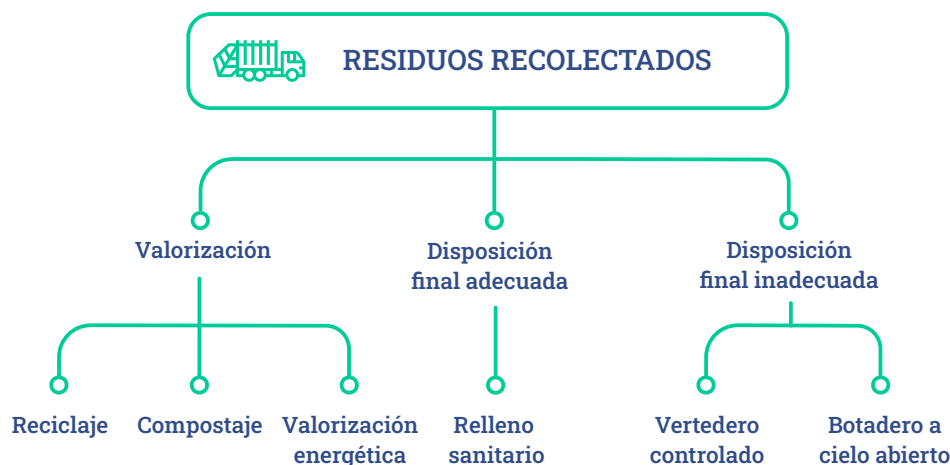 RESIDUOS RECOLECTADOS
Valorización
Disposición
final adecuada
Disposición
final inadecuada
Reciclaje
Compostaje
Valorización
energética
Relleno
sanitario
Vertedero
controlado
Botadero a
cielo abierto